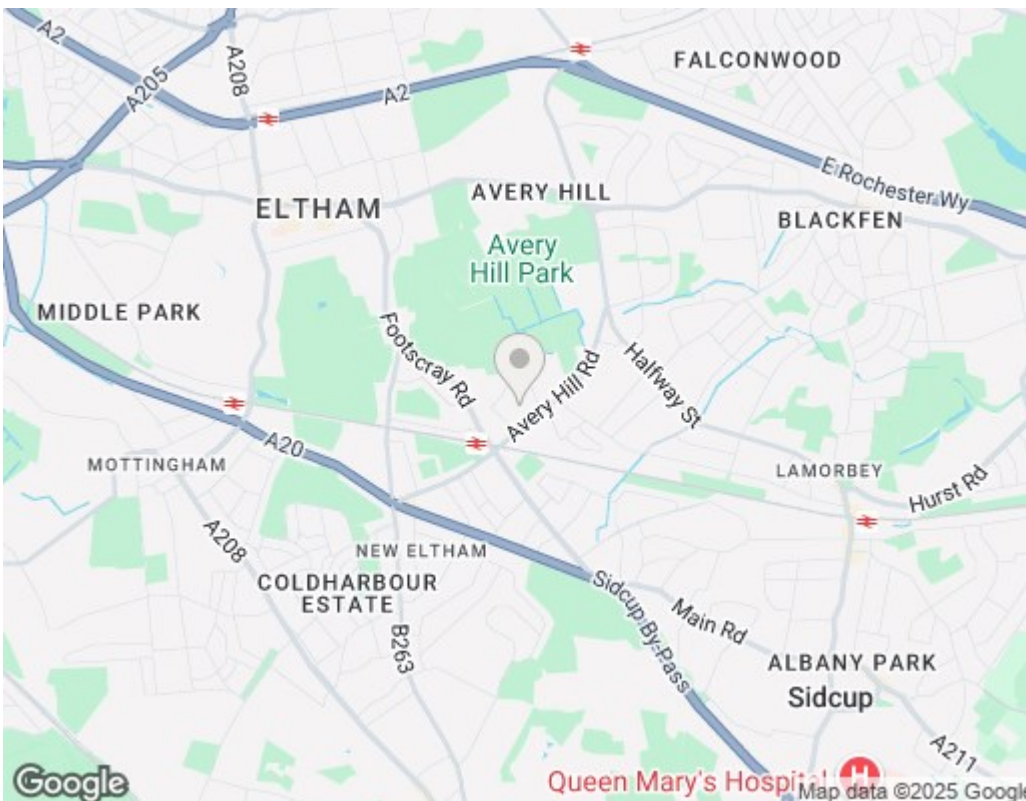 A2
A208
A205
A2
FALCONWOOD
E Rochester Wy
AVERY HILL
ELTHAM
BLACKFEN
Avery
Hill Park
MIDDLE PARK
Footscray Rd
Halfway St
Avery Hill Rd
A20
MOTTINGHAM
LAMORBEY
Hurst Rd
A208
NEW ELTHAM
COLDHARBOUR
ESTATE
B263
Sidcup By-Pass
Main Rd
ALBANY PARK
Sidcup
A211
Queen Mary's Hospital
H
Google
Map data ©2025 Google